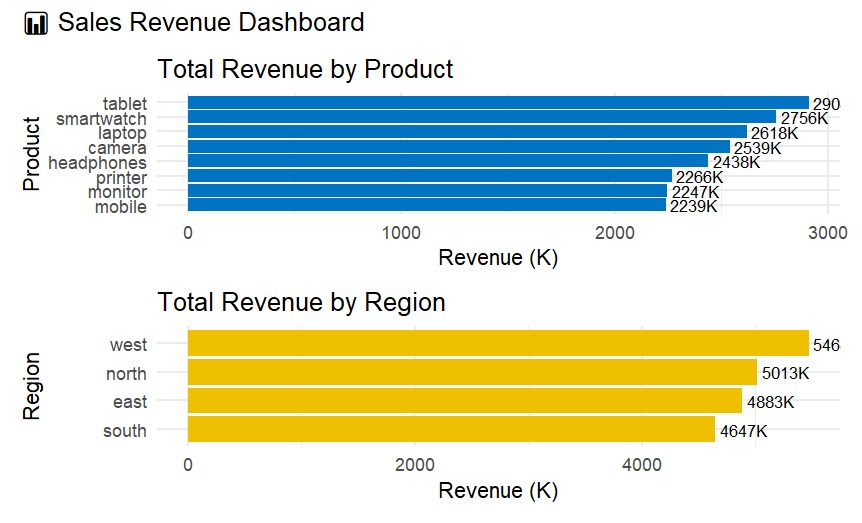 Sales Revenue Dashboard
Total Revenue by Product
Product
tablet 290
smartwatch 2756K
laptop 2618K
camera 2539K
headphones 2438K
printer 2266K
monitor 2247K
mobile 2239K
0 1000 2000 3000
Revenue (K)
Total Revenue by Region
Region
west 546
north 5013K
east 4883K
south 4647K
0 2000 4000
Revenue (K)